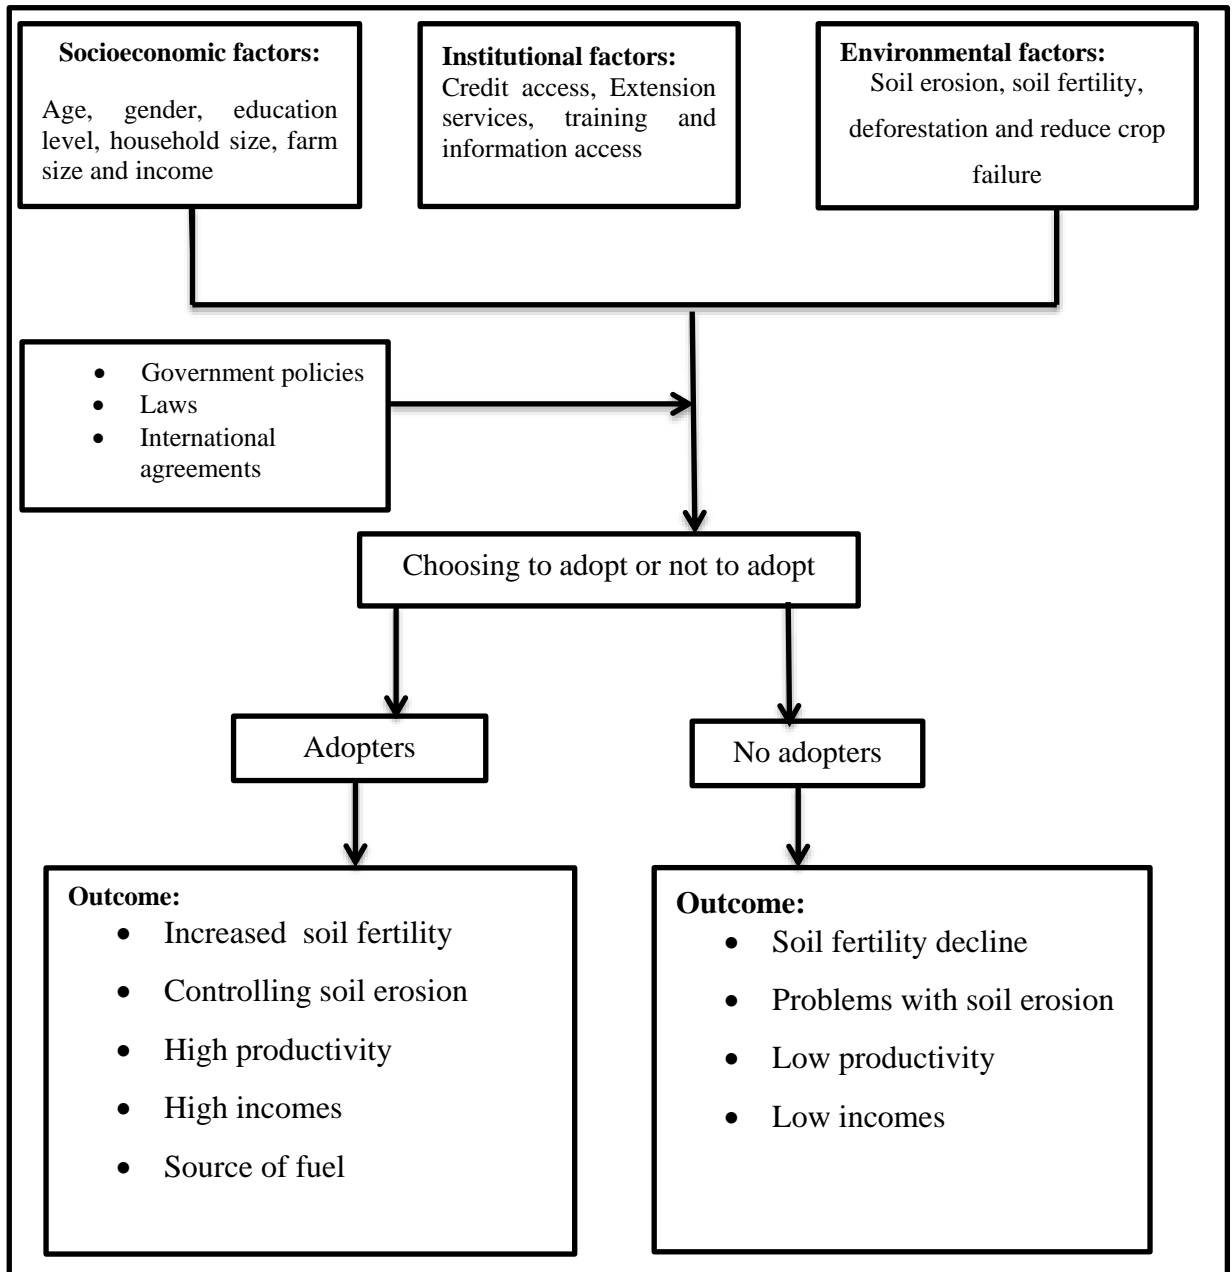 Socioeconomic factors:
Age, gender, education
level, household size, farm
size and income
Institutional factors:
Credit access, Extension
services, training and
information access
Environmental factors:
Soil erosion, soil fertility,
deforestation and reduce crop
failure
• Government policies
• Laws
• International
agreements
Choosing to adopt or not to adopt
Adopters
No adopters
Outcome:
• Increased soil fertility
• Controlling soil erosion
• High productivity
• High incomes
• Source of fuel
Outcome:
• Soil fertility decline
• Problems with soil erosion
• Low productivity
• Low incomes